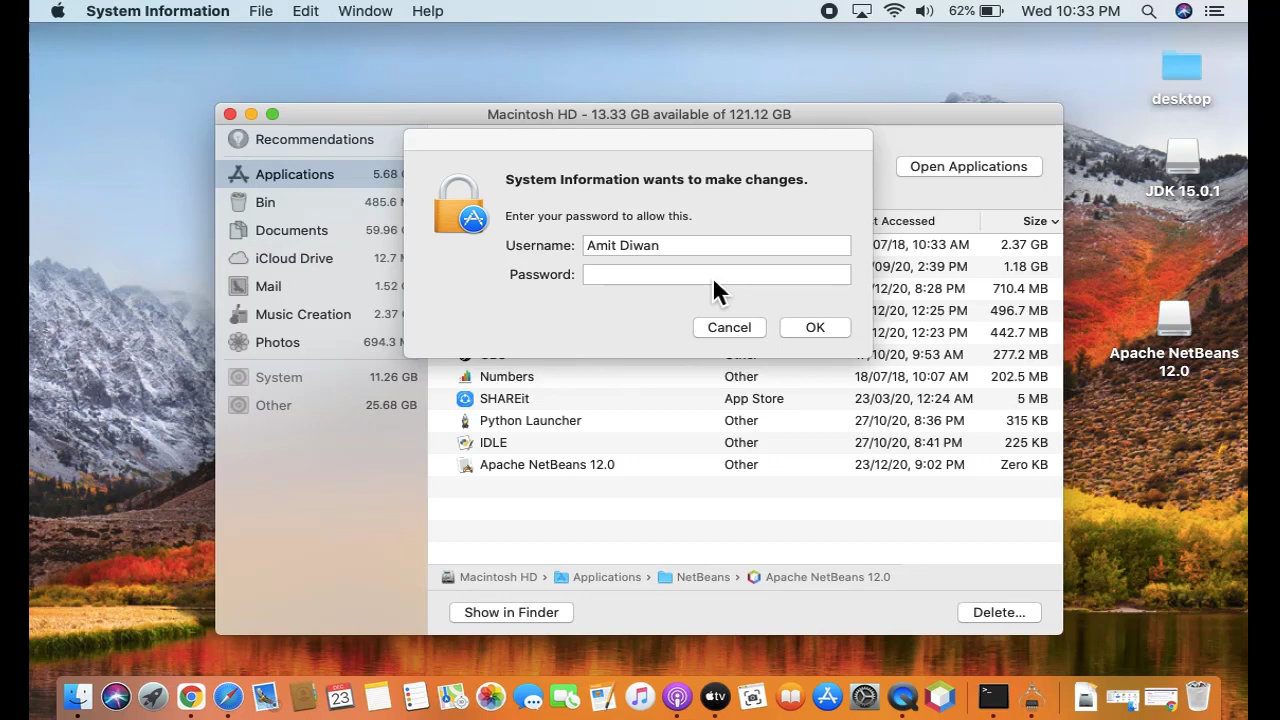 System Information File Edit Window Help 62% Wed 10:33 PM
desktop
JDK 15.0.1
Apache NetBeans
12.0
Macintosh HD - 13.33 GB available of 121.12 GB
Recommendations
Applications 5.68
Bin 485.6
Documents 59.96
iCloud Drive 12.7
Mail 1.52
Music Creation 2.37
Photos 694.3
System 11.26 GB
Other 25.68 GB
System Information wants to make changes.
Enter your password to allow this.
Username: Amit Diwan
Password:
Cancel OK
Open Applications
Accessed Size
07/18, 10:33 AM 2.37 GB
/09/20, 2:39 PM 1.18 GB
/12/20, 8:28 PM 710.4 MB
12/20, 12:25 PM 496.7 MB
12/20, 12:23 PM 442.7 MB
/10/20, 9:53 AM 277.2 MB
Numbers Other 18/07/18, 10:07 AM 202.5 MB
SHAREit App Store 23/03/20, 12:24 AM 5 MB
Python Launcher Other 27/10/20, 8:36 PM 315 KB
IDLE Other 27/10/20, 8:41 PM 225 KB
Apache NetBeans 12.0 Other 23/12/20, 9:02 PM Zero KB
Macintosh HD › Applications › NetBeans › Apache NetBeans 12.0
Show in Finder Delete...
DEC
23
tv